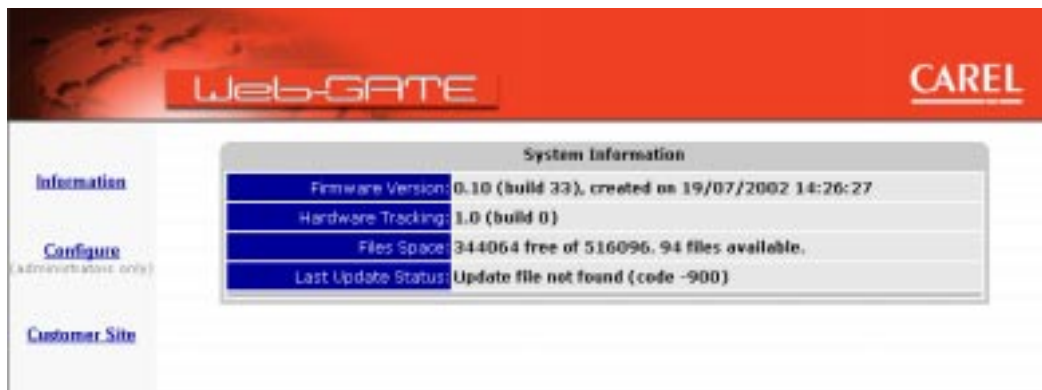 Web-GATE
CAREL
System Information
Information
Firmware Version: 0.10 (build 33), created on 19/07/2002 14:26:27
Hardware Tracking: 1.0 (build 0)
Configure
(administrators only)
Files Space: 344064 free of 516096. 94 files available.
Last Update Status: Update file not found (code -900)
Customer Site